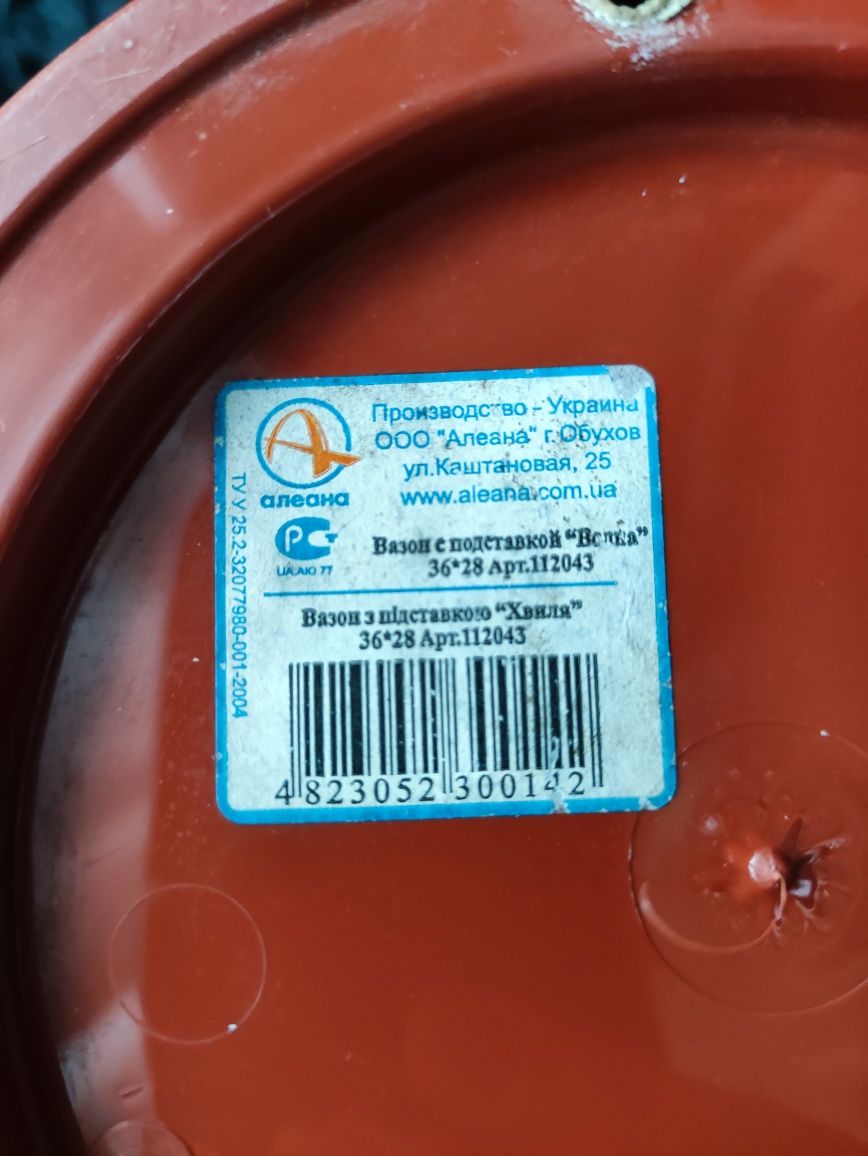 Производство - Украина
ООО "Алеана" г.Обухов
ул.Каштановая, 25
www.aleana.com.ua
алеана
РСТ
UA.АЮ 77
Вазон с подставкой “Волна”
36*28 Арт.112043
Вазон з підставкою “Хвиля”
36*28 Арт.112043
4 823052 300142
ТУ У 25.2-32077980-001-2004